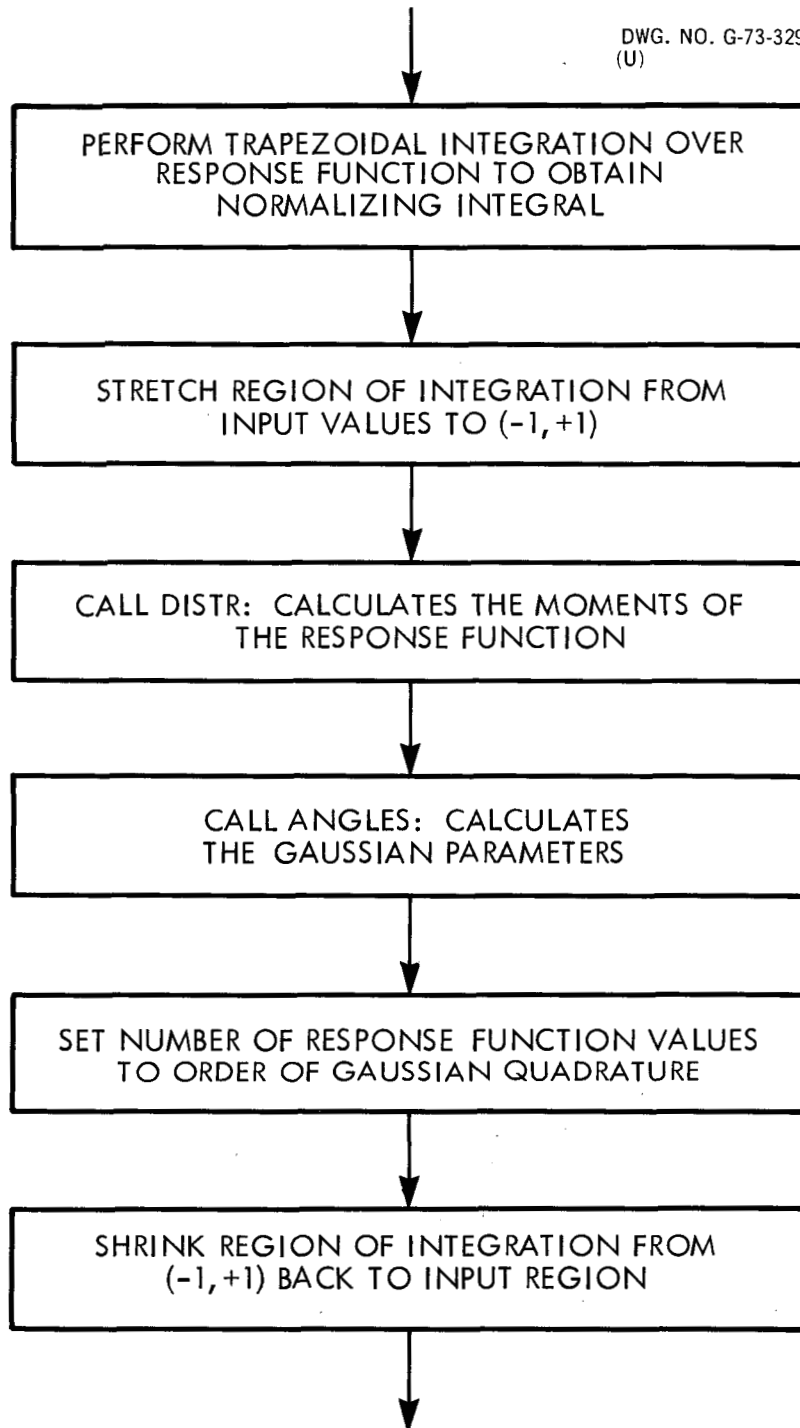 DWG. NO. G-73-329
(U)
PERFORM TRAPEZOIDAL INTEGRATION OVER
RESPONSE FUNCTION TO OBTAIN
NORMALIZING INTEGRAL
STRETCH REGION OF INTEGRATION FROM
INPUT VALUES TO (-1, +1)
CALL DISTR: CALCULATES THE MOMENTS OF
THE RESPONSE FUNCTION
CALL ANGLES: CALCULATES
THE GAUSSIAN PARAMETERS
SET NUMBER OF RESPONSE FUNCTION VALUES
TO ORDER OF GAUSSIAN QUADRATURE
SHRINK REGION OF INTEGRATION FROM
(-1, +1) BACK TO INPUT REGION